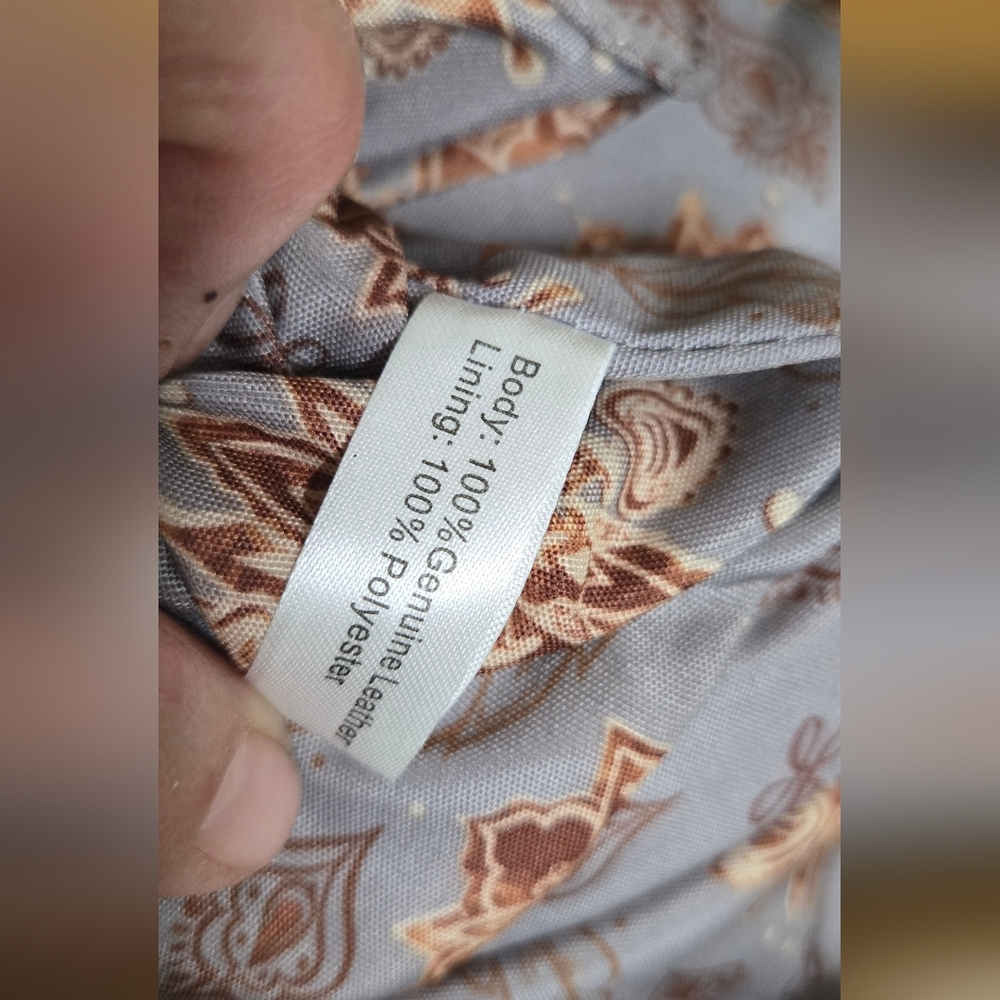 Body: 100%Genuine Leather
Lining: 100% Polyester